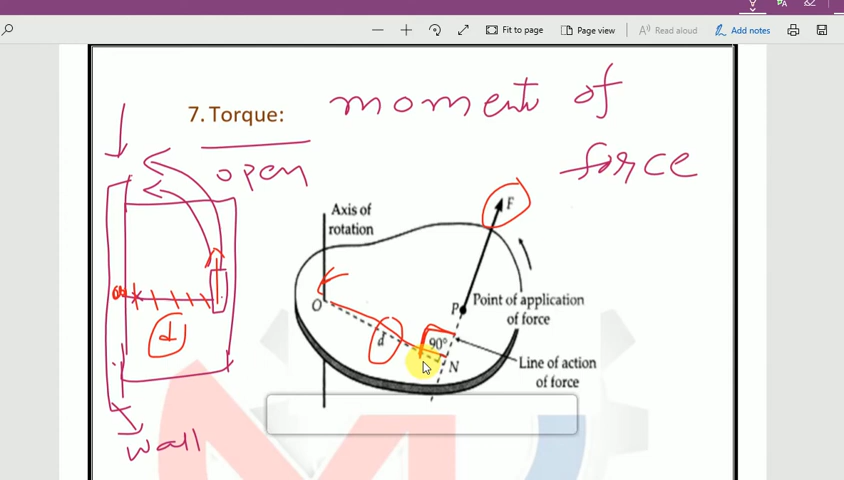 Fit to page
Page view
Read aloud
Add notes
7. Torque:
moment of
force
open
Axis of
rotation
F
O
P
Point of application
of force
d
d
90°
N
Line of action
of force
wall